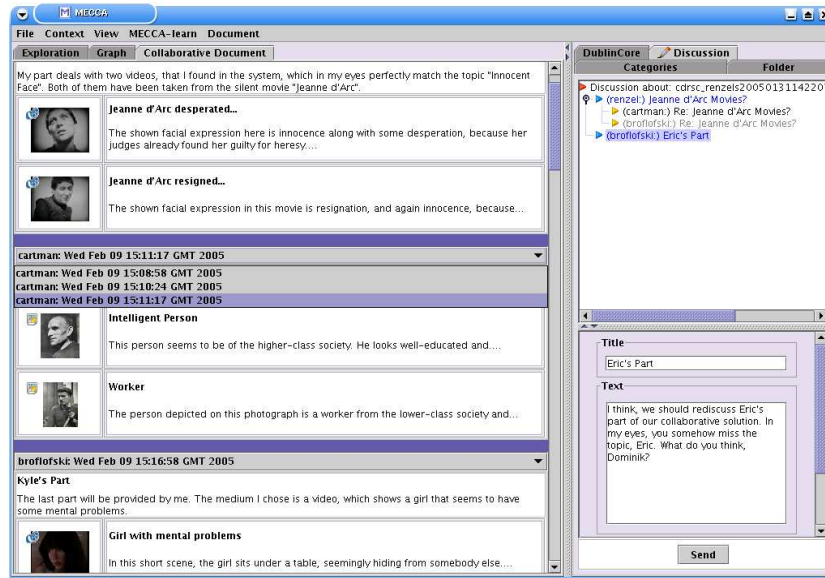 MECCA
File Context View MECCA-learn Document
Exploration Graph Collaborative Document
My part deals with two videos, that I found in the system, which in my eyes perfectly match the topic "Innocent
Face". Both of them have been taken from the silent movie "Jeanne d'Arc".
Jeanne d'Arc desperated...
The shown facial expression here is innocence along with some desperation, because her
judges already found her guilty for heresy....
Jeanne d'Arc resigned...
The shown facial expression in this movie is resignation, and again innocence, because...
cartman: Wed Feb 09 15:11:17 GMT 2005
cartman: Wed Feb 09 15:08:58 GMT 2005
cartman: Wed Feb 09 15:10:24 GMT 2005
cartman: Wed Feb 09 15:11:17 GMT 2005
Intelligent Person
This person seems to be of the higher-class society. He looks well-educated and....
Worker
The person depicted on this photograph is a worker from the lower-class society and...
broflofski: Wed Feb 09 15:16:58 GMT 2005
Kyle's Part
The last part will be provided by me. The medium I chose is a video, which shows a girl that seems to have
some mental problems.
Girl with mental problems
In this short scene, the girl sits under a table, seemingly hiding from somebody else....
DublinCore Discussion
Categories Folder
Discussion about: cdrsc_renzels2005013114220
(renzel:) Jeanne d'Arc Movies?
(cartman:) Re: Jeanne d'Arc Movies?
(broflofski:) Re: Jeanne d'Arc Movies?
(broflofski:) Eric's Part
Title
Eric's Part
Text
I think, we should rediscuss Eric's
part of our collaborative solution. In
my eyes, you somehow miss the
topic, Eric. What do you think,
Dominik?
Send